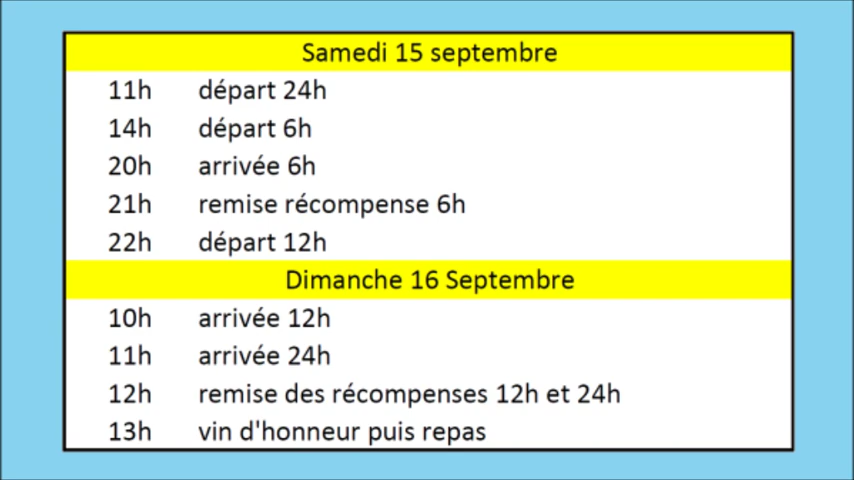 Samedi 15 septembre
11h départ 24h
14h départ 6h
20h arrivée 6h
21h remise récompense 6h
22h départ 12h
Dimanche 16 Septembre
10h arrivée 12h
11h arrivée 24h
12h remise des récompenses 12h et 24h
13h vin d'honneur puis repas